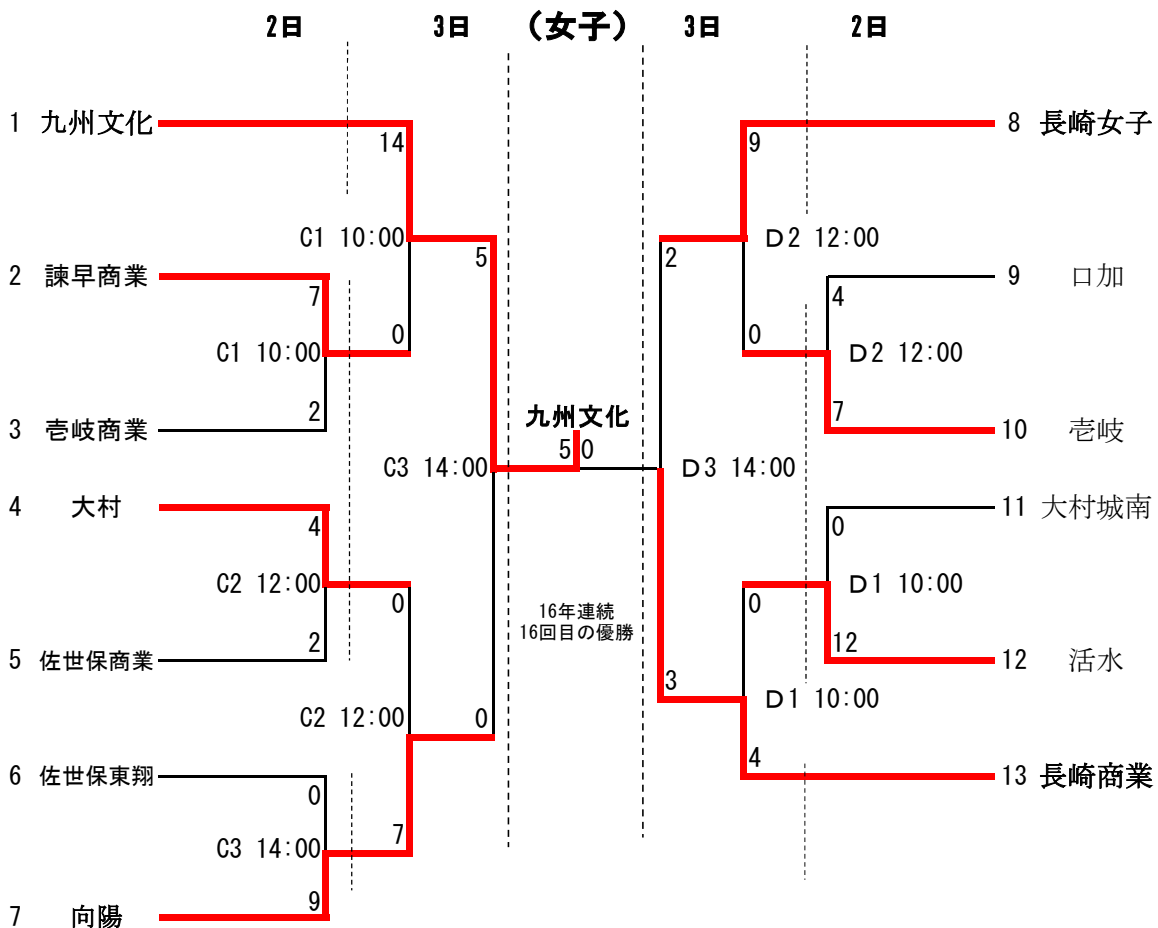 2日 3日 (女子) 3日 2日
1 九州文化
8 長崎女子
14
9
C1 10:00
D2 12:00
5
2
2 諫早商業
9 口加
7
4
0
0
C1 10:00
D2 12:00
2
7
3 壱岐商業
九州文化
10 壱岐
5 0
C3 14:00
D3 14:00
4 大村
11 大村城南
4
0
C2 12:00
D1 10:00
0
0
16年連続
16回目の優勝
2
12
5 佐世保商業
12 活水
3
C2 12:00
0
D1 10:00
4
6 佐世保東翔
13 長崎商業
0
7
C3 14:00
9
7 向陽